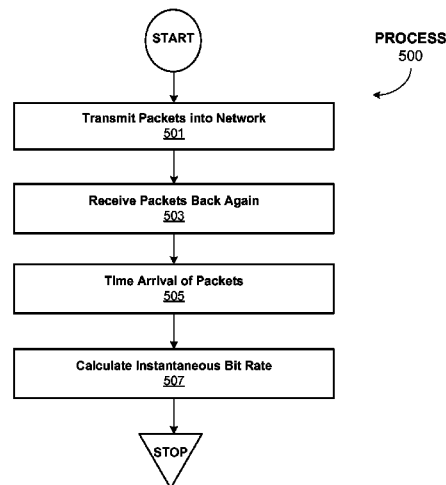 START
PROCESS
500
Transmit Packets into Network
501
Receive Packets Back Again
503
Time Arrival of Packets
505
Calculate Instantaneous Bit Rate
507
STOP